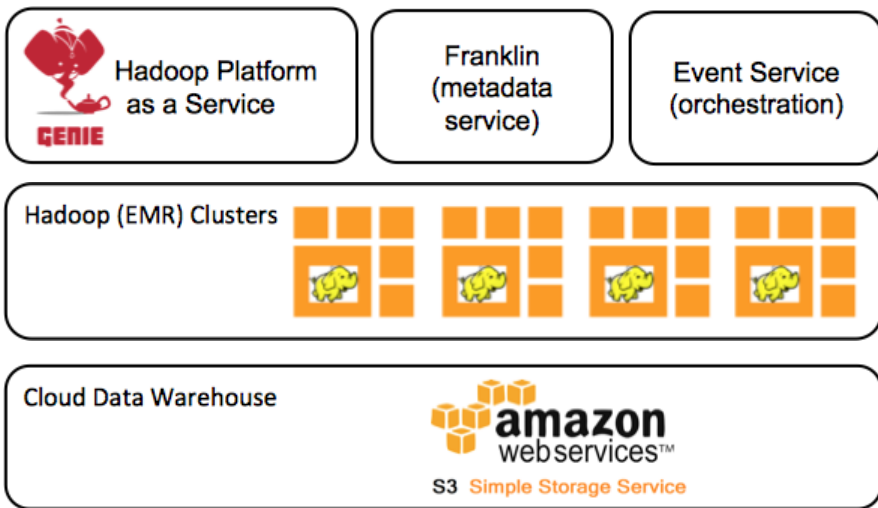 Hadoop Platform
as a Service
GENIE
Franklin
(metadata
service)
Event Service
(orchestration)
Hadoop (EMR) Clusters
Cloud Data Warehouse
amazon
webservices™
S3 Simple Storage Service